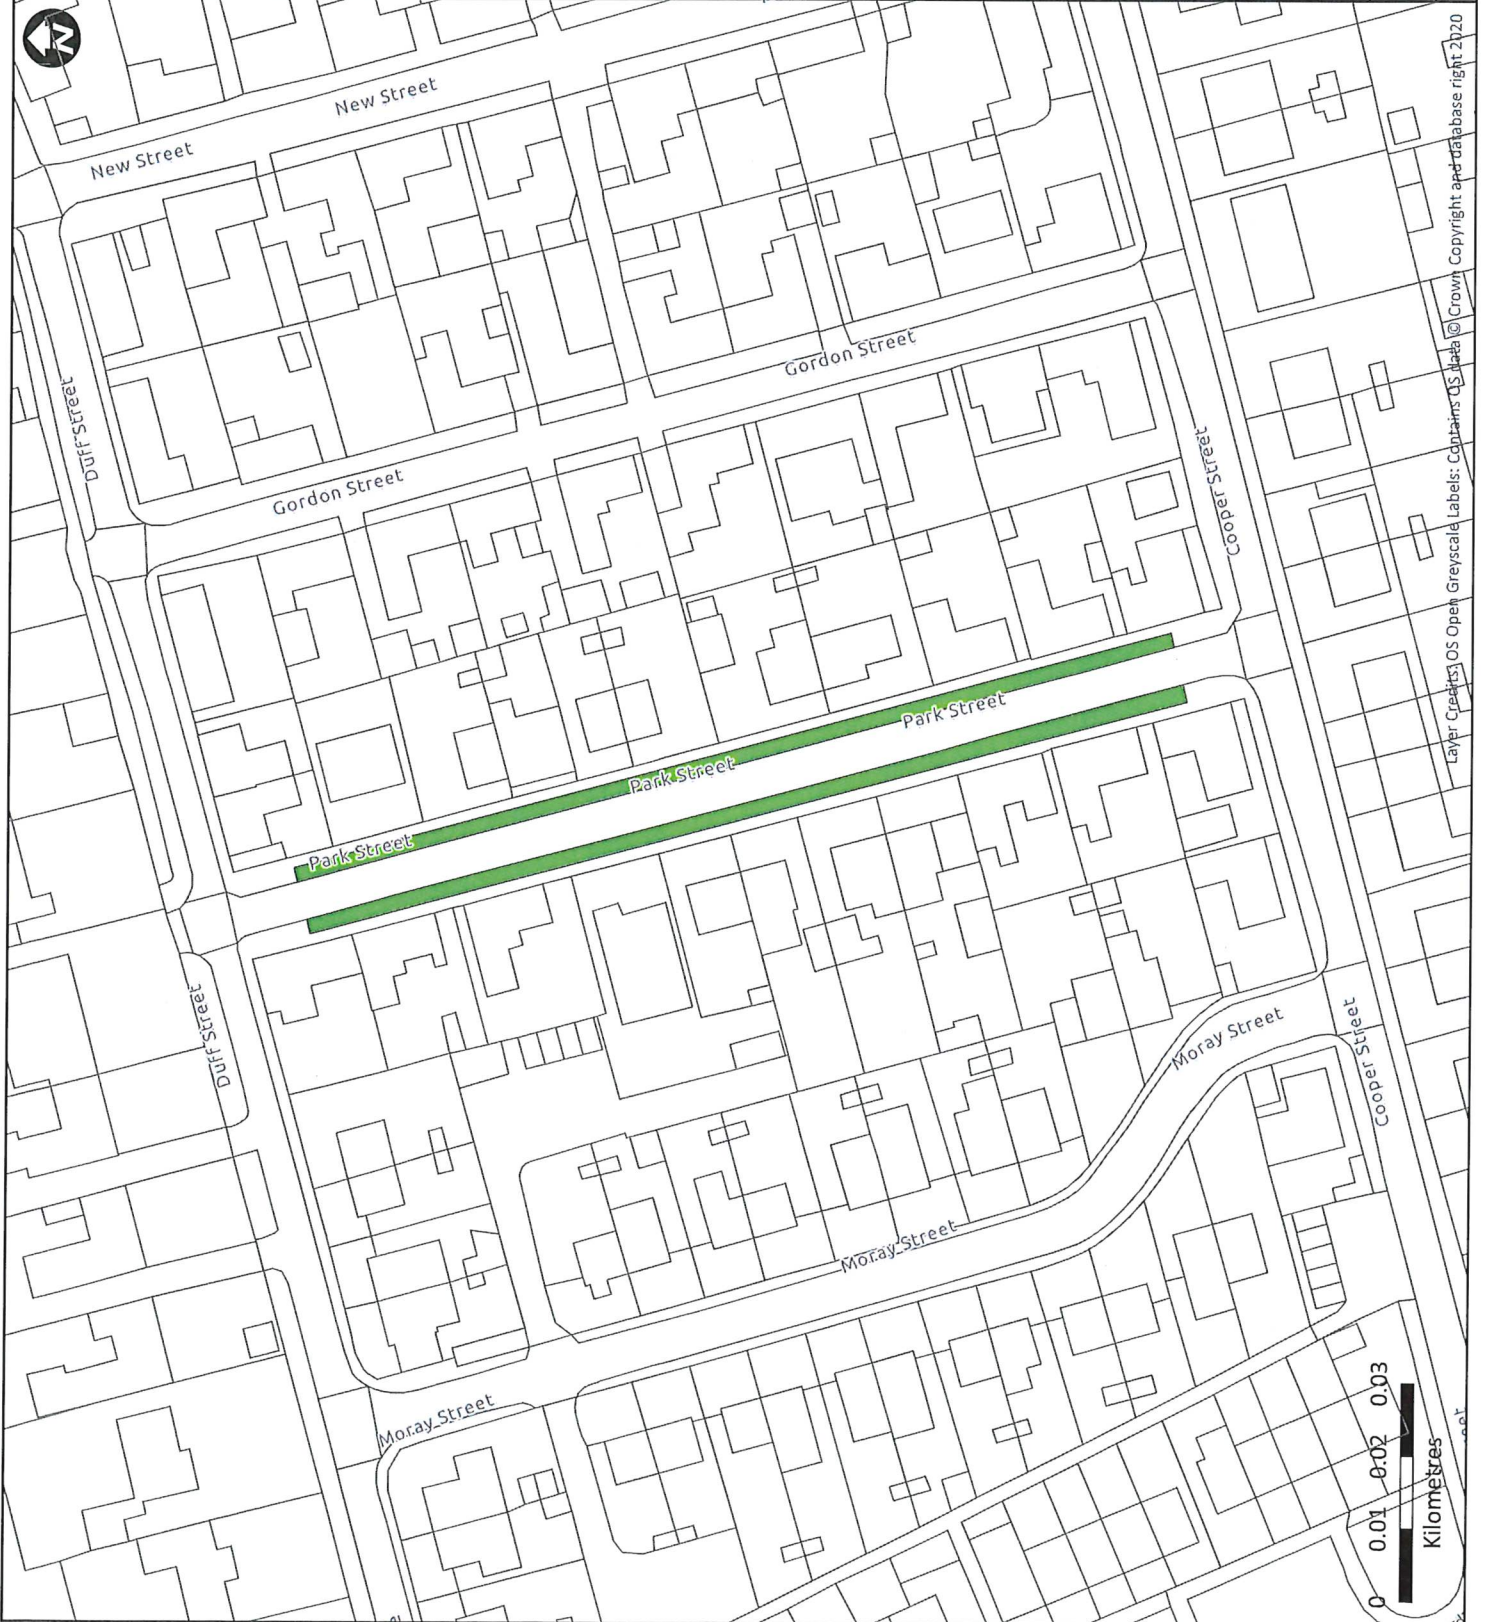 N
New Street
New Street
Duff Street
Gordon Street
Gordon Street
Cooper Street
Park Street
Park Street
Park Street
Duff Street
Moray Street
Cooper Street
Moray Street
Moray Street
0 0.01 0.02 0.03
Kilometres
Layer Credits: OS Open Greyscale Labels: Contains OS data © Crown Copyright and database right 2020